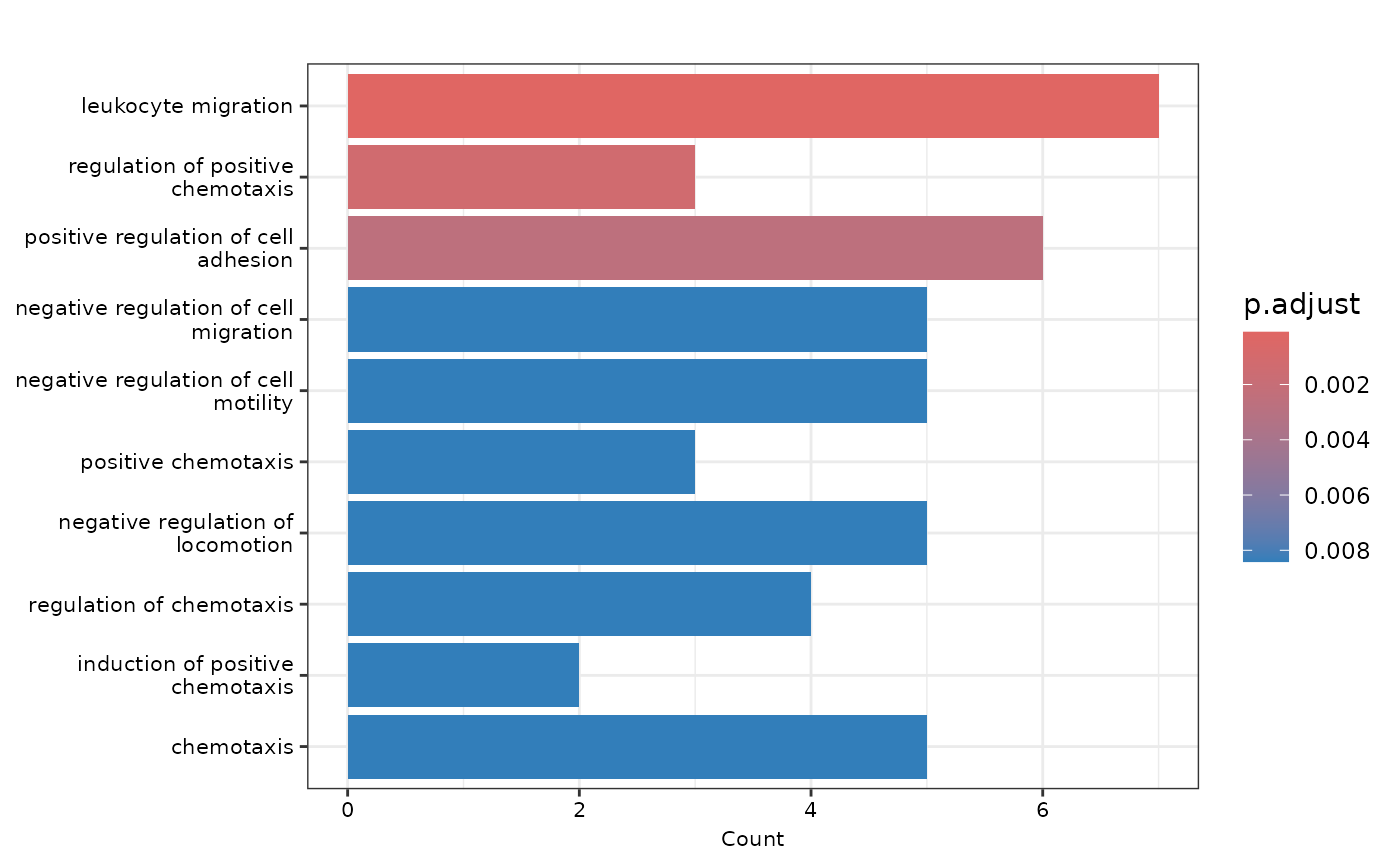 leukocyte migration
regulation of positive
chemotaxis
positive regulation of cell
adhesion
negative regulation of cell
migration
negative regulation of cell
motility
positive chemotaxis
negative regulation of
locomotion
regulation of chemotaxis
induction of positive
chemotaxis
chemotaxis
0 2 4 6
Count
p.adjust
0.002
0.004
0.006
0.008